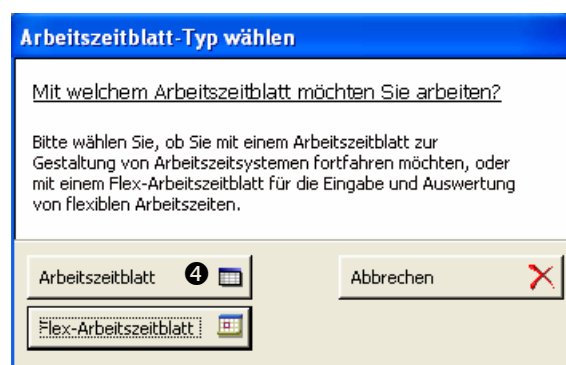 Arbeitszeitblatt-Typ wählen
Mit welchem Arbeitszeitblatt möchten Sie arbeiten?
Bitte wählen Sie, ob Sie mit einem Arbeitszeitblatt zur
Gestaltung von Arbeitszeitsystemen fortfahren möchten, oder
mit einem Flex-Arbeitszeitblatt für die Eingabe und Auswertung
von flexiblen Arbeitszeiten.
Arbeitszeitblatt ❹
Abbrechen
Flex-Arbeitszeitblatt